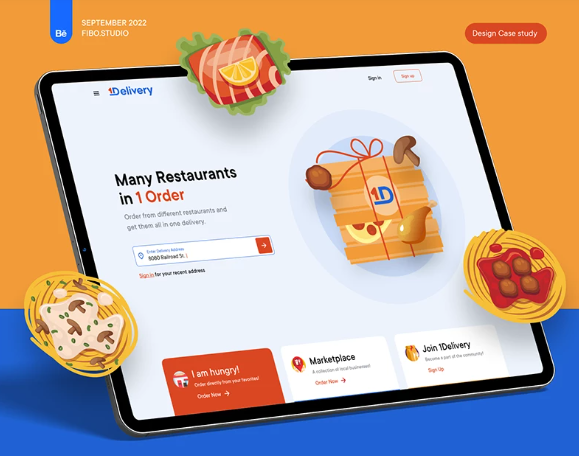 Bē
SEPTEMBER 2022
FIBO.STUDIO
Design Case study
1Delivery
Sign in
Sign up
Many Restaurants
in 1 Order
Order from different restaurants and
get them all in one delivery.
Enter Delivery Address
9080 Railroad St. |
Sign in for your recent address
1D
I am hungry!
Order directly from your favorites!
Order Now →
Marketplace
A collection of local businesses!
Order Now →
Join 1Delivery
Become a part of the community!
Sign Up